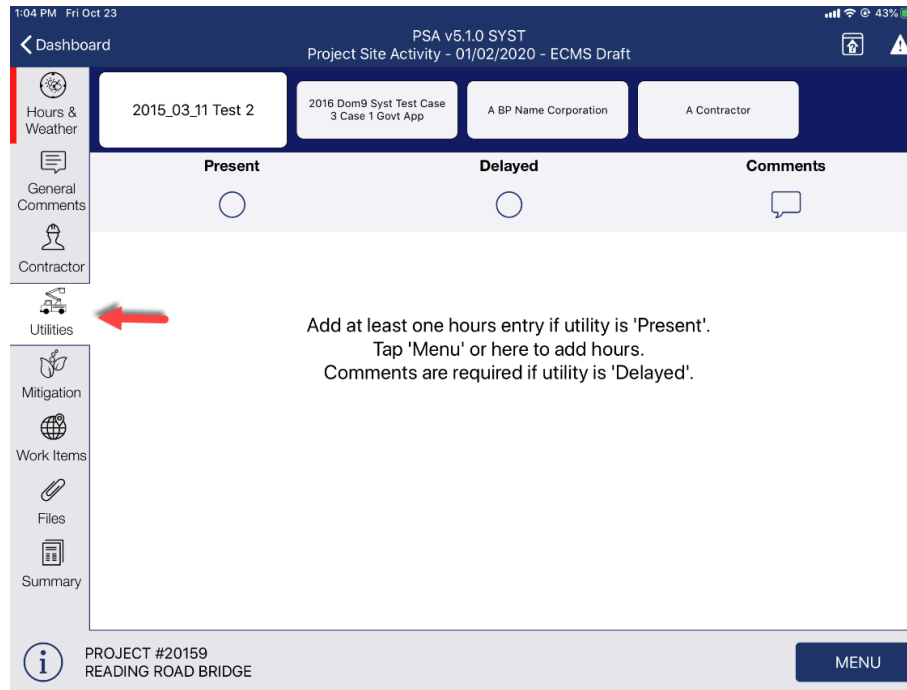 1:04 PM Fri Oct 23
43%
Dashboard
PSA v5.1.0 SYST
Project Site Activity - 01/02/2020 - ECMS Draft
Hours &
Weather
2015_03_11 Test 2
2016 Dom9 Syst Test Case
3 Case 1 Govt App
A BP Name Corporation
A Contractor
Present
Delayed
Comments
General
Comments
Contractor
Utilities
Add at least one hours entry if utility is 'Present'.
Tap 'Menu' or here to add hours.
Comments are required if utility is 'Delayed'.
Mitigation
Work Items
Files
Summary
i
PROJECT #20159
READING ROAD BRIDGE
MENU